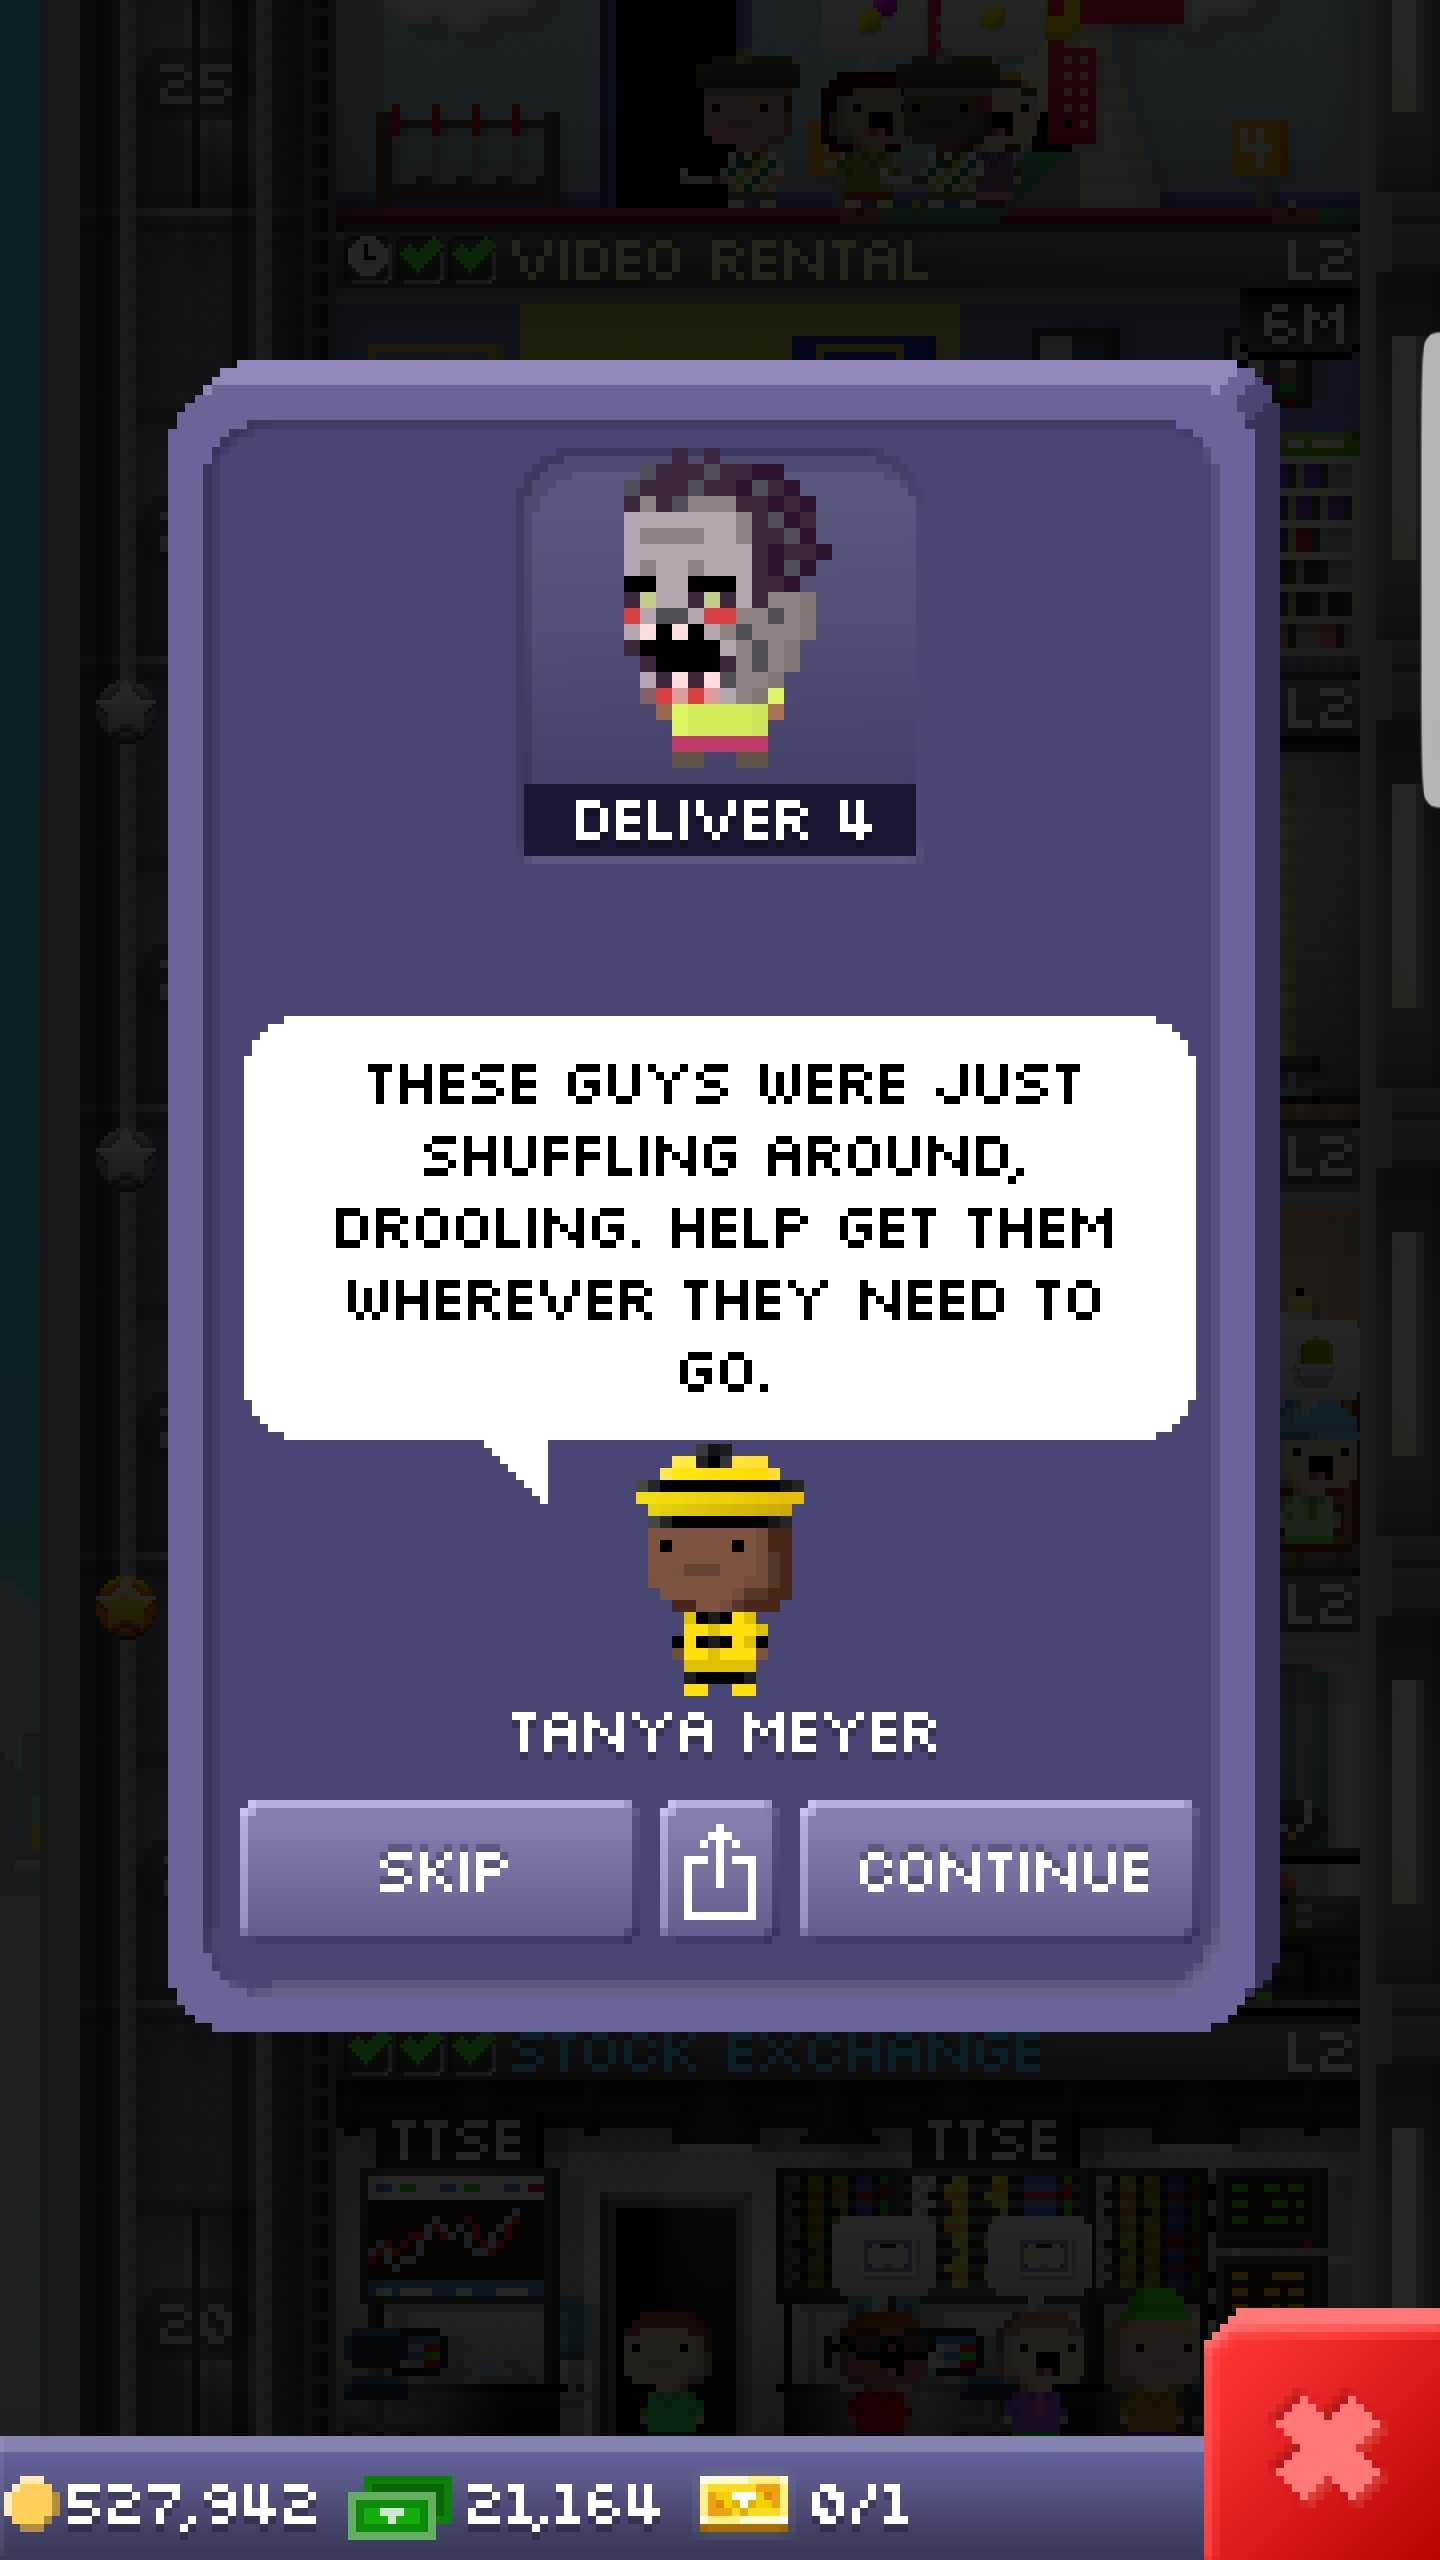 25
4
VIDEO RENTAL L2
6M
L2
DELIVER 4
THESE GUYS WERE JUST
SHUFFLING AROUND,
DROOLING. HELP GET THEM
WHEREVER THEY NEED TO
GO.
L2
L2
TANYA MEYER
SKIP
CONTINUE
STOCK EXCHANGE L2
TTSE TTSE
20
527,942 21,164 0/1